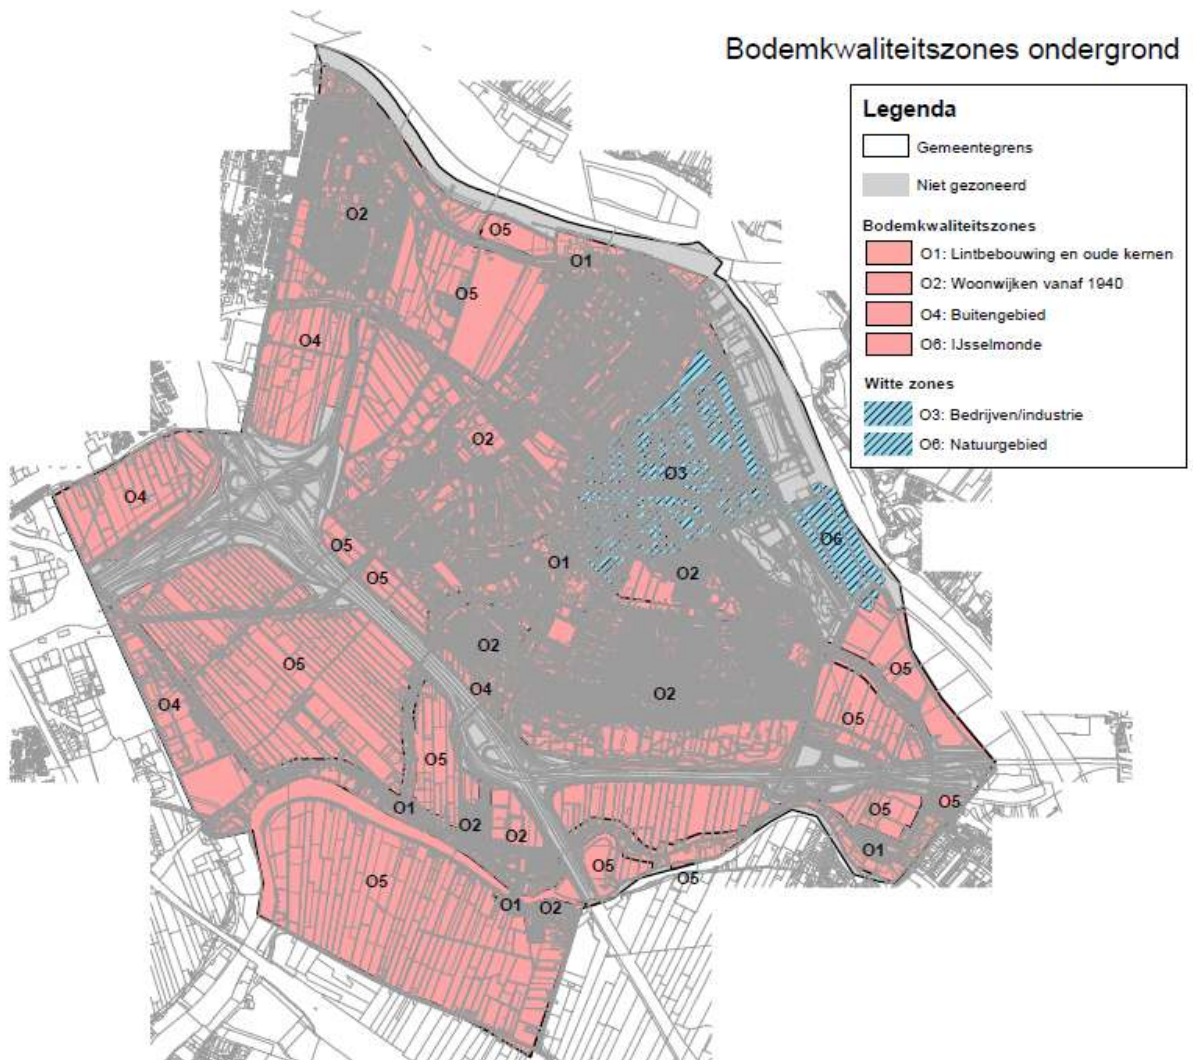 Bodemkwaliteitszones ondergrond
Legenda
Gemeentegrens
Niet gezoneerd
Bodemkwaliteitszones
O1: Lintbebouwing en oude kernen
O2: Woonwijken vanaf 1940
O4: Buitengebied
O6: IJsselmonde
Witte zones
O3: Bedrijven/industrie
O6: Natuurgebied
O2
O5
O1
O5
O4
O2
O3
O4
O6
O5
O1
O2
O5
O2
O5
O5
O4
O2
O4
O5
O5
O1
O5
O5
O2
O2
O1
O5
O5
O5
O1
O2